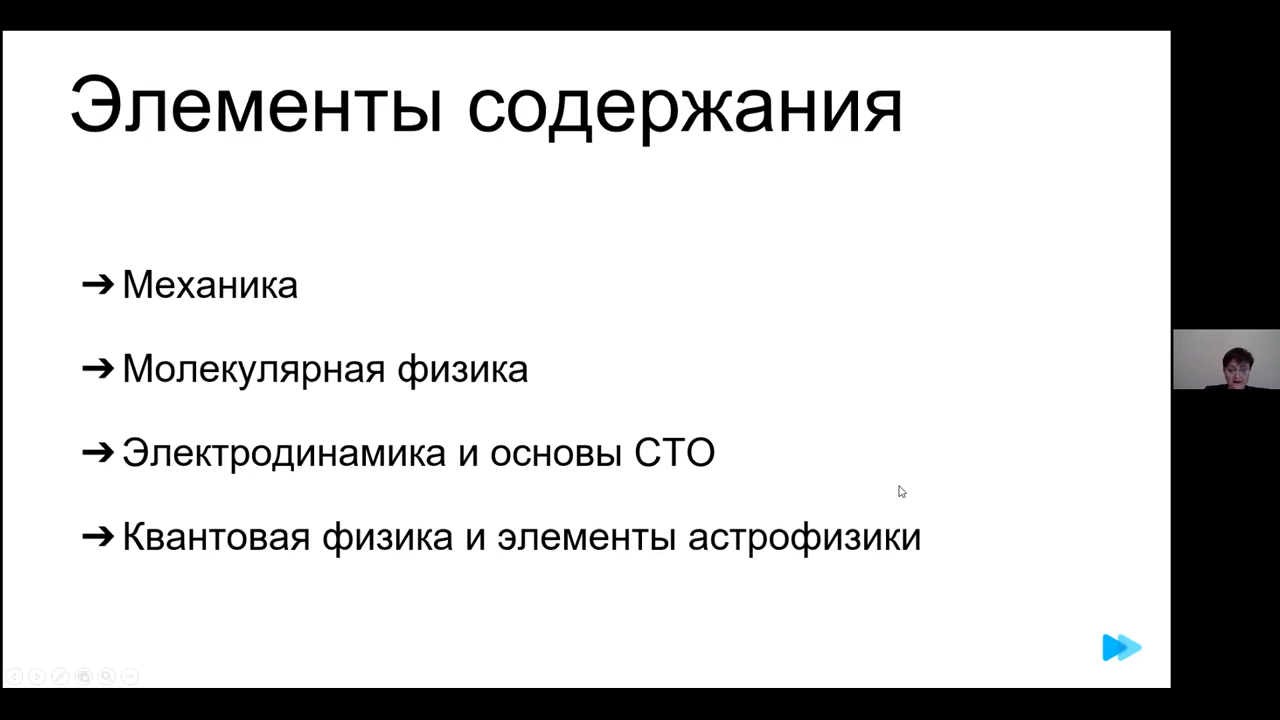 Элементы содержания
➔ Механика
➔ Молекулярная физика
➔ Электродинамика и основы СТО
➔ Квантовая физика и элементы астрофизики